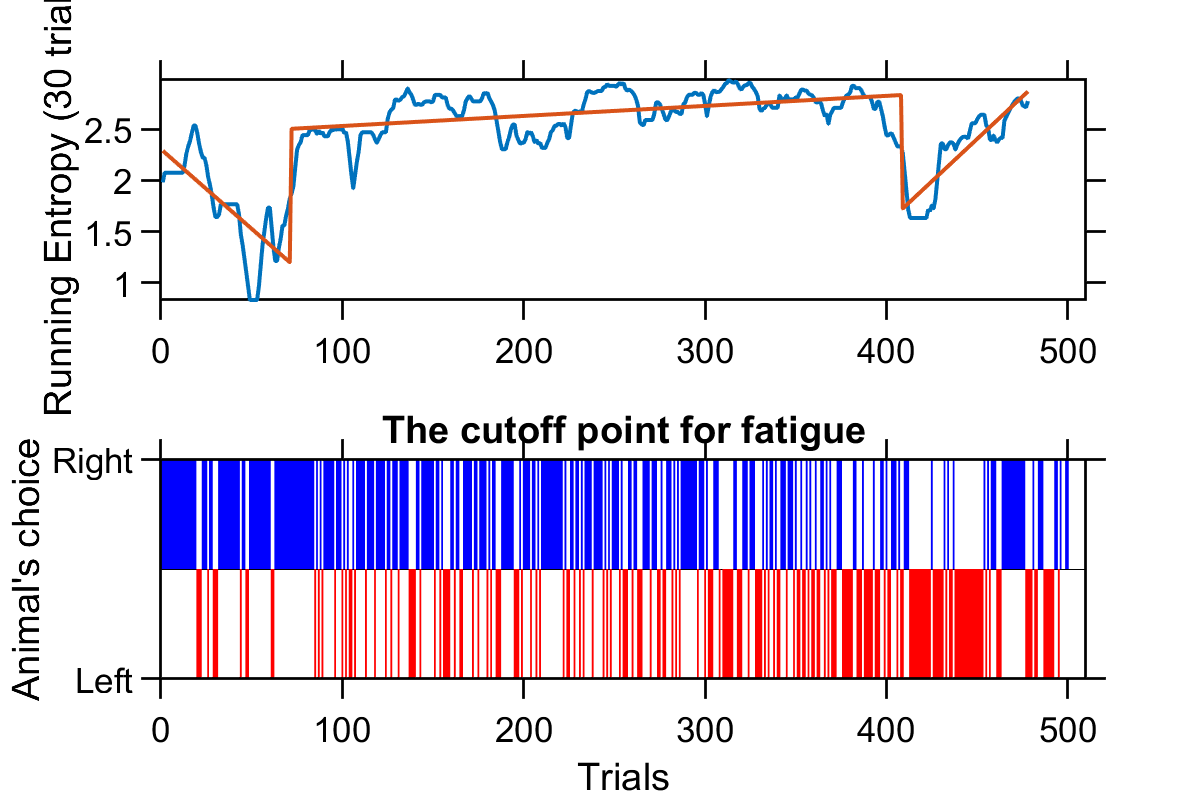 Running Entropy (30 trial
2.5
2
1.5
1
0 100 200 300 400 500
The cutoff point for fatigue
Animal's choice
Right
Left
0 100 200 300 400 500
Trials